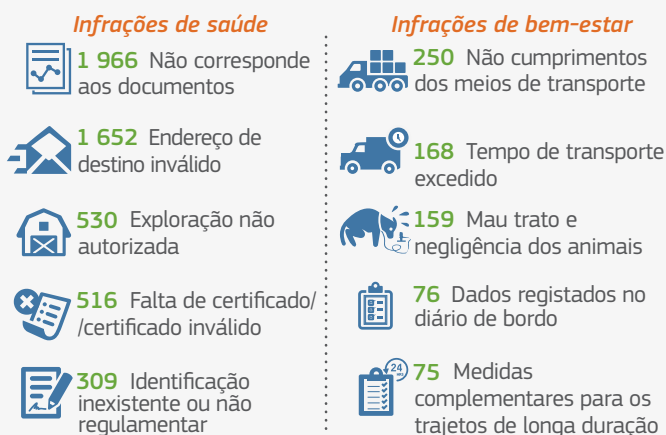 Infrações de saúde
1 966 Não corresponde
aos documentos
1 652 Endereço de
destino inválido
530 Exploração não
autorizada
516 Falta de certificado/
/certificado inválido
309 Identificação
inexistente ou não
regulamentar
Infrações de bem-estar
250 Não cumprimentos
dos meios de transporte
168 Tempo de transporte
excedido
159 Mau trato e
negligência dos animais
76 Dados registados no
diário de bordo
24
HRS
75 Medidas
complementares para os
trajetos de longa duração